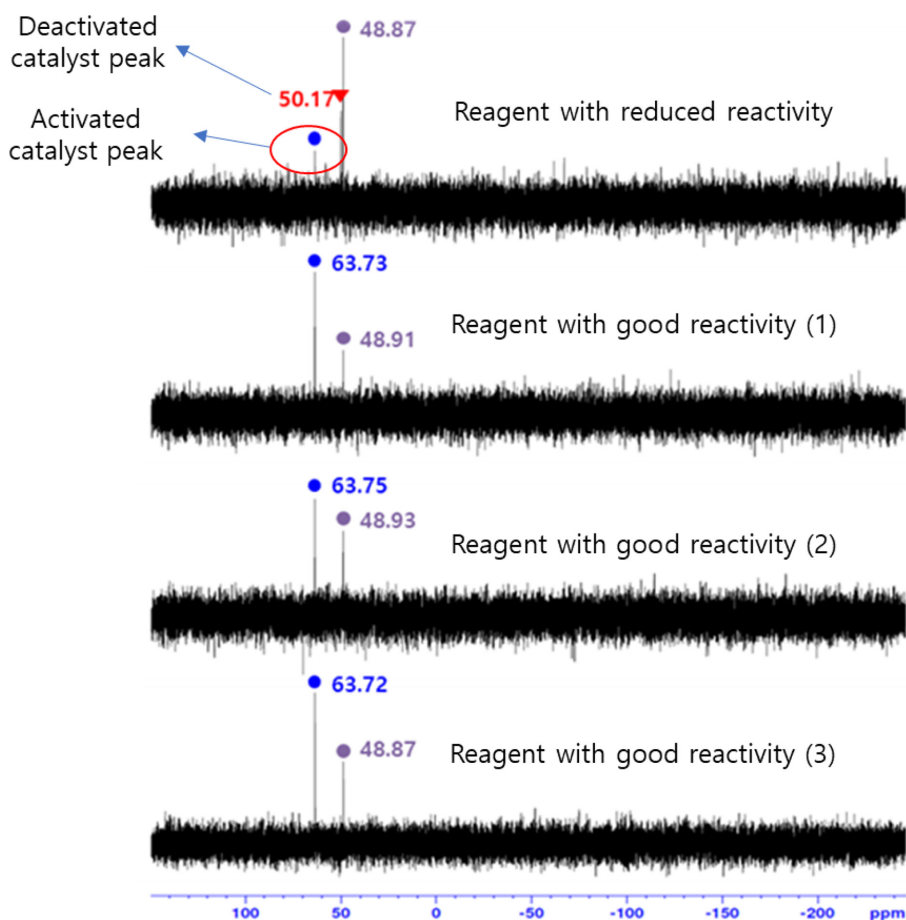 Deactivated
catalyst peak
48.87
50.17
Reagent with reduced reactivity
Activated
catalyst peak
63.73
Reagent with good reactivity (1)
48.91
63.75
48.93
Reagent with good reactivity (2)
63.72
48.87
Reagent with good reactivity (3)
100 50 0 -50 -100 -150 -200 ppm